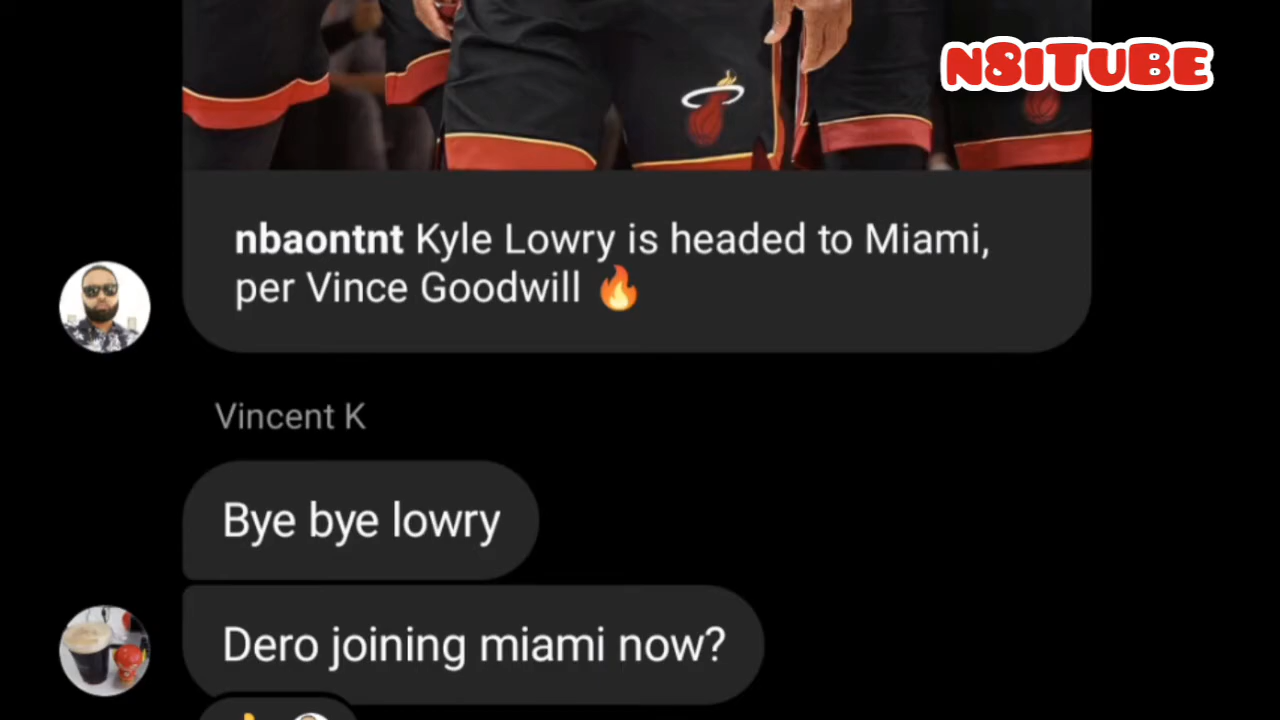 N8ITUBE
nbaontnt Kyle Lowry is headed to Miami,
per Vince Goodwill 🔥
Vincent K
Bye bye lowry
Dero joining miami now?